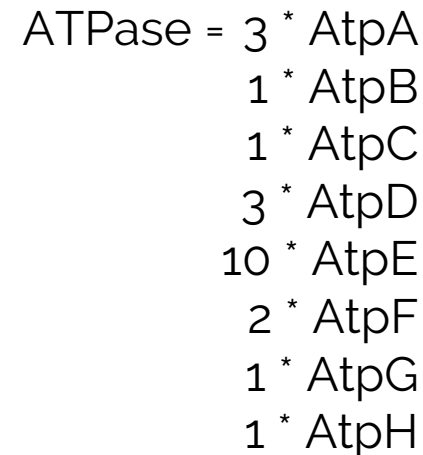 ATPase = 3 * AtpA
1 * AtpB
1 * AtpC
3 * AtpD
10 * AtpE
2 * AtpF
1 * AtpG
1 * AtpH